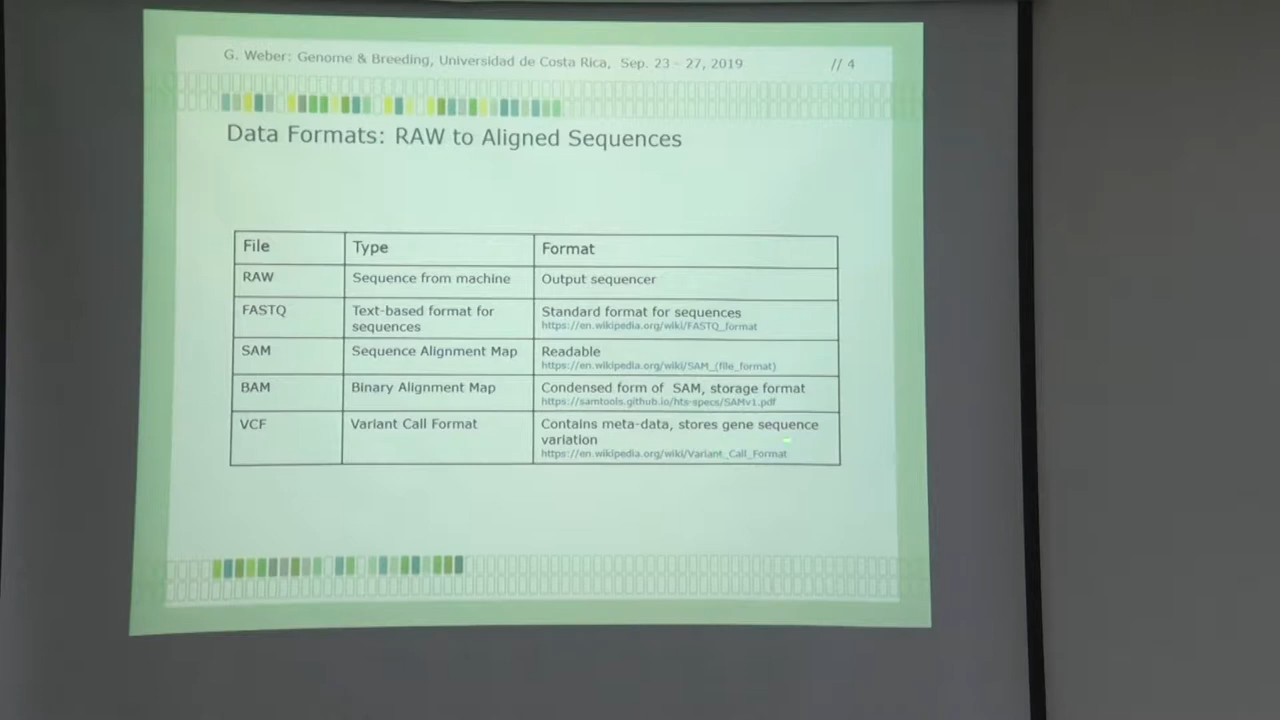 G. Weber: Genome & Breeding, Universidad de Costa Rica, Sep. 23 - 27, 2019 // 4
Data Formats: RAW to Aligned Sequences
File Type Format
RAW Sequence from machine Output sequencer
FASTQ Text-based format for sequences Standard format for sequences
https://en.wikipedia.org/wiki/FASTQ_format
SAM Sequence Alignment Map Readable
https://en.wikipedia.org/wiki/SAM_(file_format)
BAM Binary Alignment Map Condensed form of SAM, storage format
https://samtools.github.io/hts-specs/SAMv1.pdf
VCF Variant Call Format Contains meta-data, stores gene sequence
variation
https://en.wikipedia.org/wiki/Variant_Call_Format